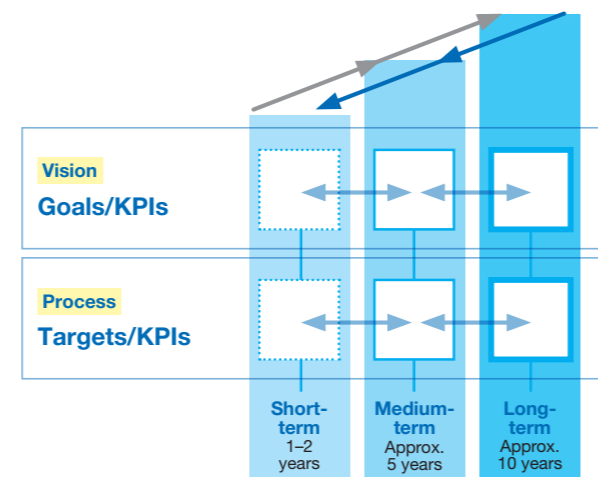 Vision
Goals/KPIs
Process
Targets/KPIs
Short-
term
1–2
years
Medium-
term
Approx.
5 years
Long-
term
Approx.
10 years